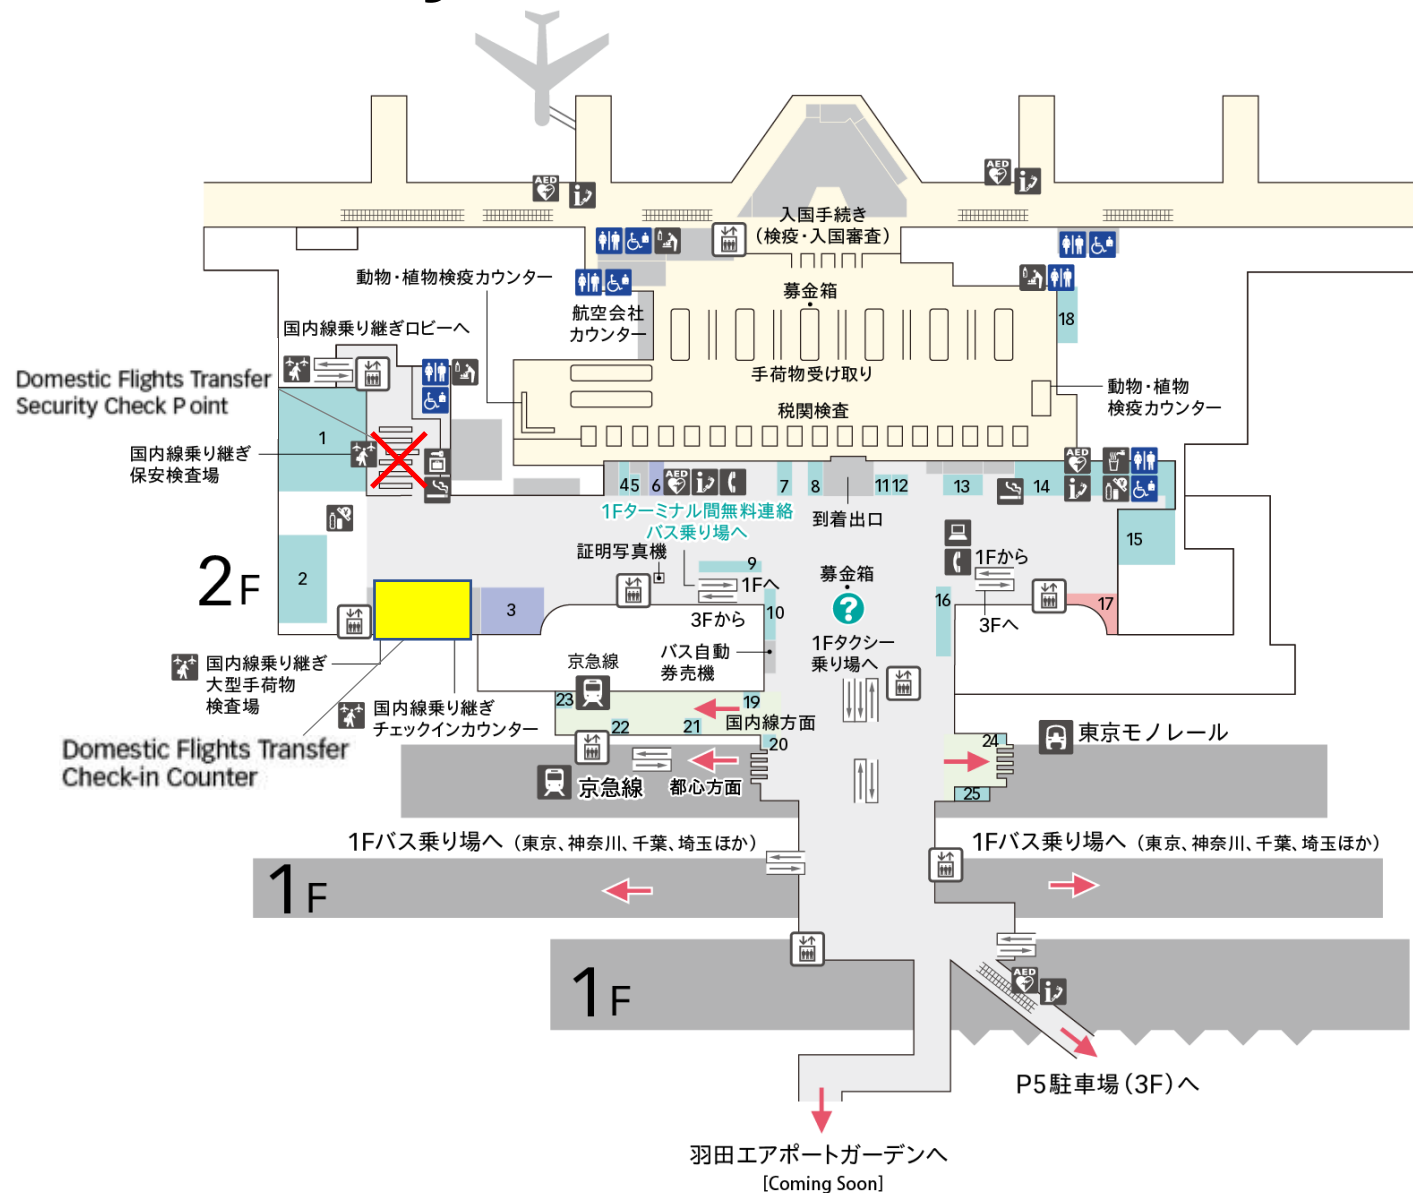 AED
AED
入国手続き
（検疫・入国審査）
動物・植物検疫カウンター
募金箱
航空会社
カウンター
18
国内線乗り継ぎロビーへ
Domestic Flights Transfer
Security Check Point
手荷物受け取り
動物・植物
検疫カウンター
税関検査
1
国内線乗り継ぎ
保安検査場
AED
4
5
6
AED
7
8
11
12
13
14
1Fターミナル間無料連絡
バス乗り場へ
到着出口
15
証明写真機
1Fから
2F
2
9
1Fへ
募金箱
?
3
10
16
17
3Fから
3Fへ
1Fタクシー
乗り場へ
バス自動
券売機
国内線乗り継ぎ
大型手荷物
検査場
京急線
23
19
国内線乗り継ぎ
チェックインカウンター
22
21
国内線方面
20
24
東京モノレール
Domestic Flights Transfer
Check-in Counter
京急線
都心方面
25
1Fバス乗り場へ（東京、神奈川、千葉、埼玉ほか）
1Fバス乗り場へ（東京、神奈川、千葉、埼玉ほか）
1F
1F
AED
P5駐車場（3F）へ
羽田エアポートガーデンへ
[Coming Soon]